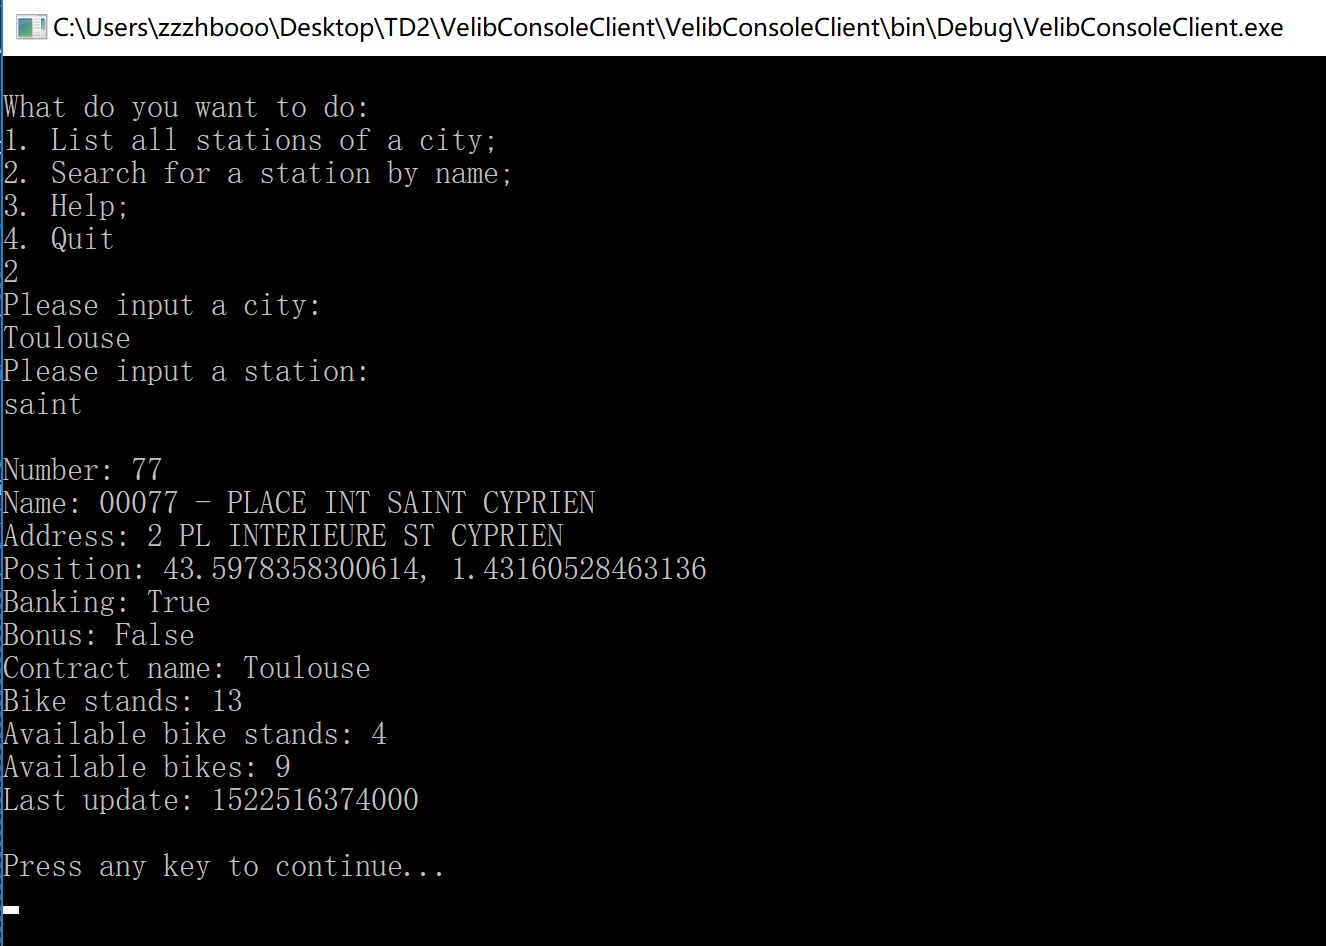 C:\Users\zzzhbooo\Desktop\TD2\VelibConsoleClient\VelibConsoleClient\bin\Debug\VelibConsoleClient.exe
What do you want to do:
1. List all stations of a city;
2. Search for a station by name;
3. Help;
4. Quit
2
Please input a city:
Toulouse
Please input a station:
saint
Number: 77
Name: 00077 - PLACE INT SAINT CYPRIEN
Address: 2 PL INTERIEURE ST CYPRIEN
Position: 43.5978358300614, 1.43160528463136
Banking: True
Bonus: False
Contract name: Toulouse
Bike stands: 13
Available bike stands: 4
Available bikes: 9
Last update: 1522516374000
Press any key to continue...